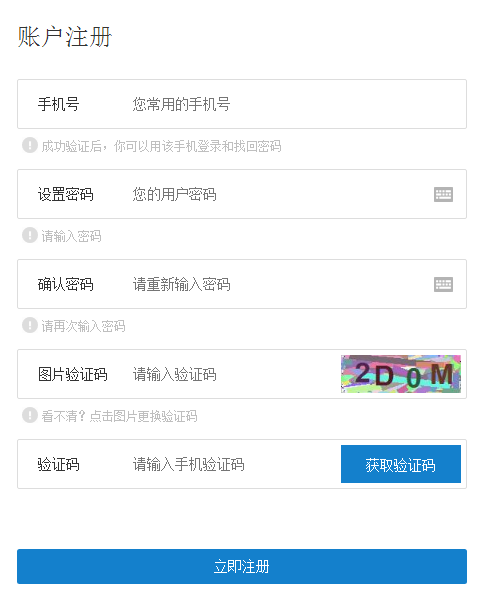 账户注册
手机号 您常用的手机号
成功验证后，你可以用该手机登录和找回密码
设置密码 您的用户密码
请输入密码
确认密码 请重新输入密码
请再次输入密码
图片验证码 请输入验证码 2D0M
看不清？点击图片更换验证码
验证码 请输入手机验证码 获取验证码
立即注册